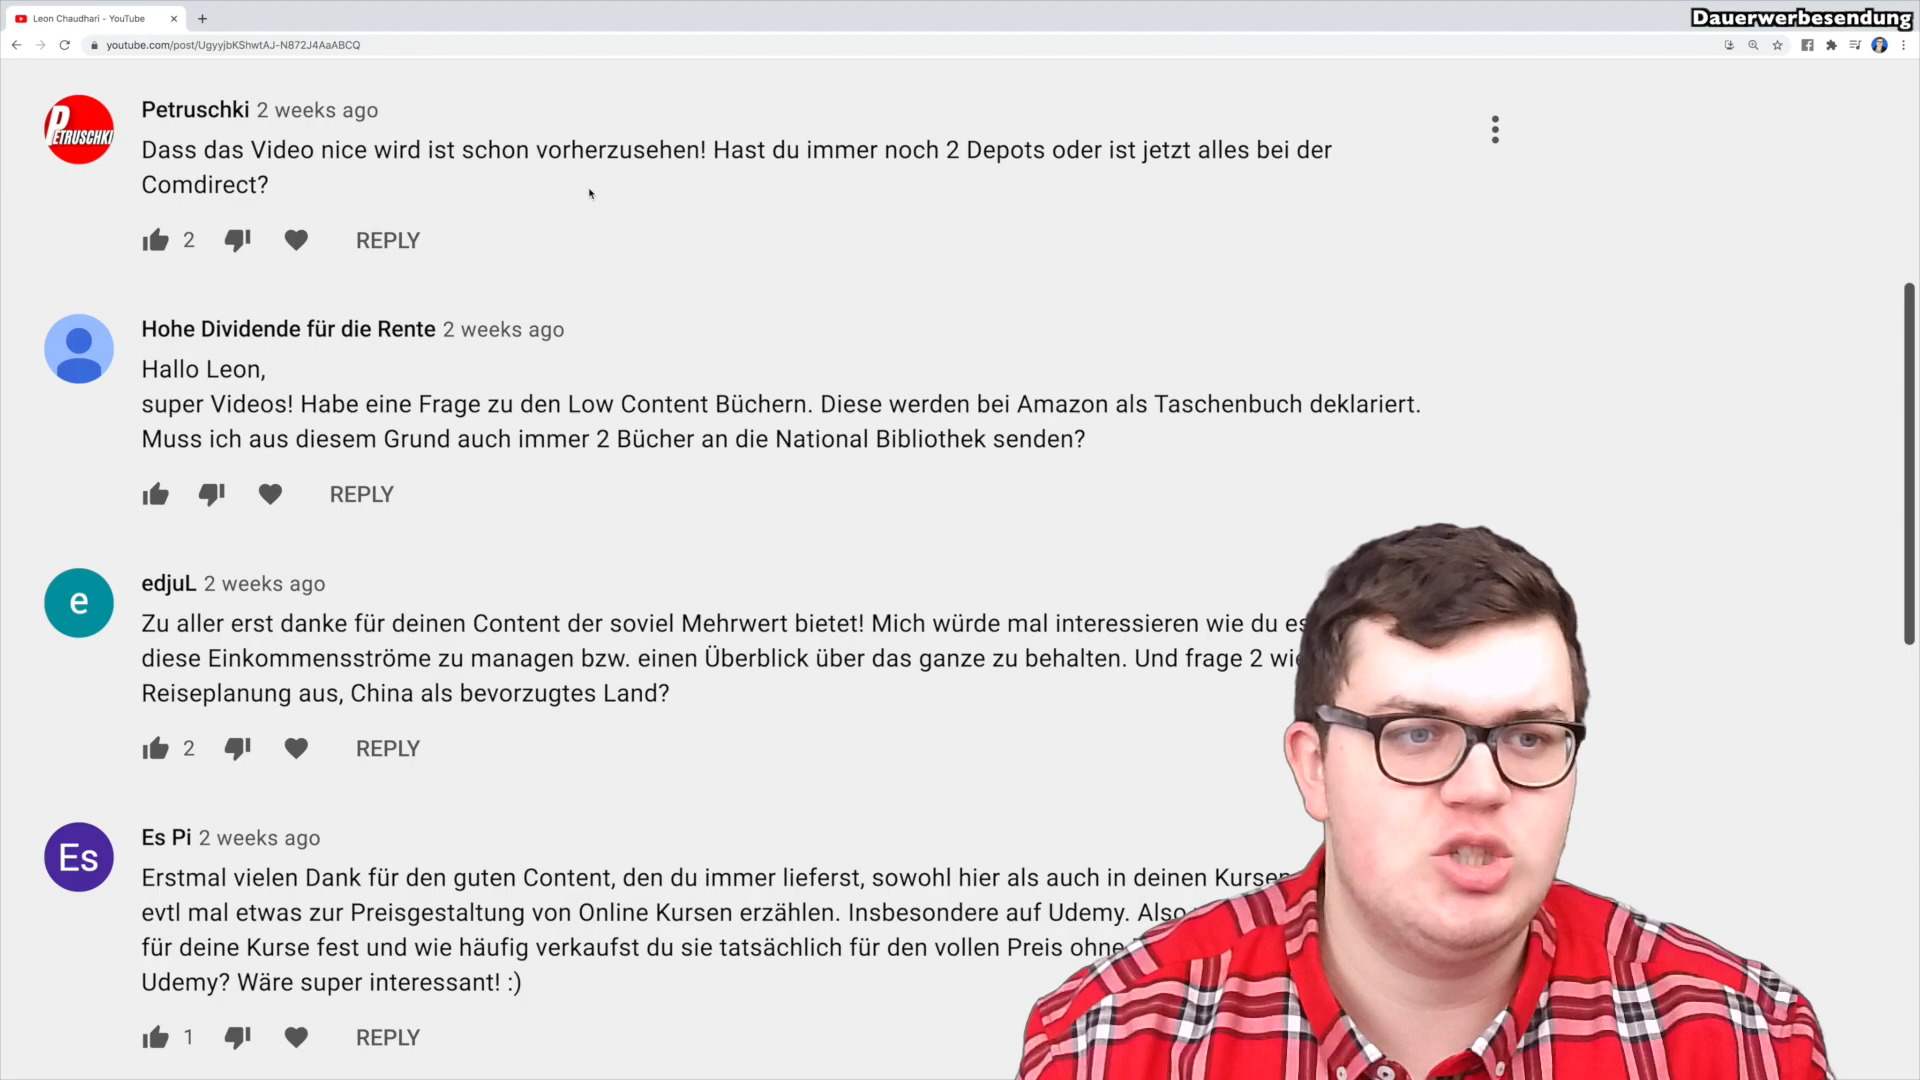 Dauerwerbesendung
Leon Chaudhari - YouTube
youtube.com/post/UgyyjbKShwtAJ-N872J4AaABCQ
PETRUSCHKI
Petruschki 2 weeks ago
Dass das Video nice wird ist schon vorherzusehen! Hast du immer noch 2 Depots oder ist jetzt alles bei der
Comdirect?
2 REPLY
Hohe Dividende für die Rente 2 weeks ago
Hallo Leon,
super Videos! Habe eine Frage zu den Low Content Büchern. Diese werden bei Amazon als Taschenbuch deklariert.
Muss ich aus diesem Grund auch immer 2 Bücher an die National Bibliothek senden?
REPLY
e
edjuL 2 weeks ago
Zu aller erst danke für deinen Content der soviel Mehrwert bietet! Mich würde mal interessieren wie du es
diese Einkommensströme zu managen bzw. einen Überblick über das ganze zu behalten. Und frage 2
Reiseplanung aus, China als bevorzugtes Land?
2 REPLY
Es
Es Pi 2 weeks ago
Erstmal vielen Dank für den guten Content, den du immer lieferst, sowohl hier als auch in deinen Kursen
evtl mal etwas zur Preisgestaltung von Online Kursen erzählen. Insbesondere auf Udemy. Also
für deine Kurse fest und wie häufig verkaufst du sie tatsächlich für den vollen Preis ohne
Udemy? Wäre super interessant! :)
1 REPLY